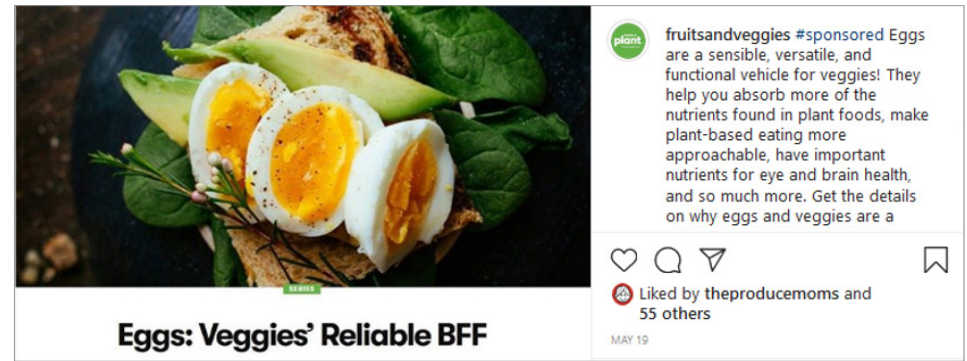 SERIES
Eggs: Veggies’ Reliable BFF
plant
fruitsandveggies #sponsored Eggs
are a sensible, versatile, and
functional vehicle for veggies! They
help you absorb more of the
nutrients found in plant foods, make
plant-based eating more
approachable, have important
nutrients for eye and brain health,
and so much more. Get the details
on why eggs and veggies are a
Liked by theproducemoms and
55 others
MAY 19